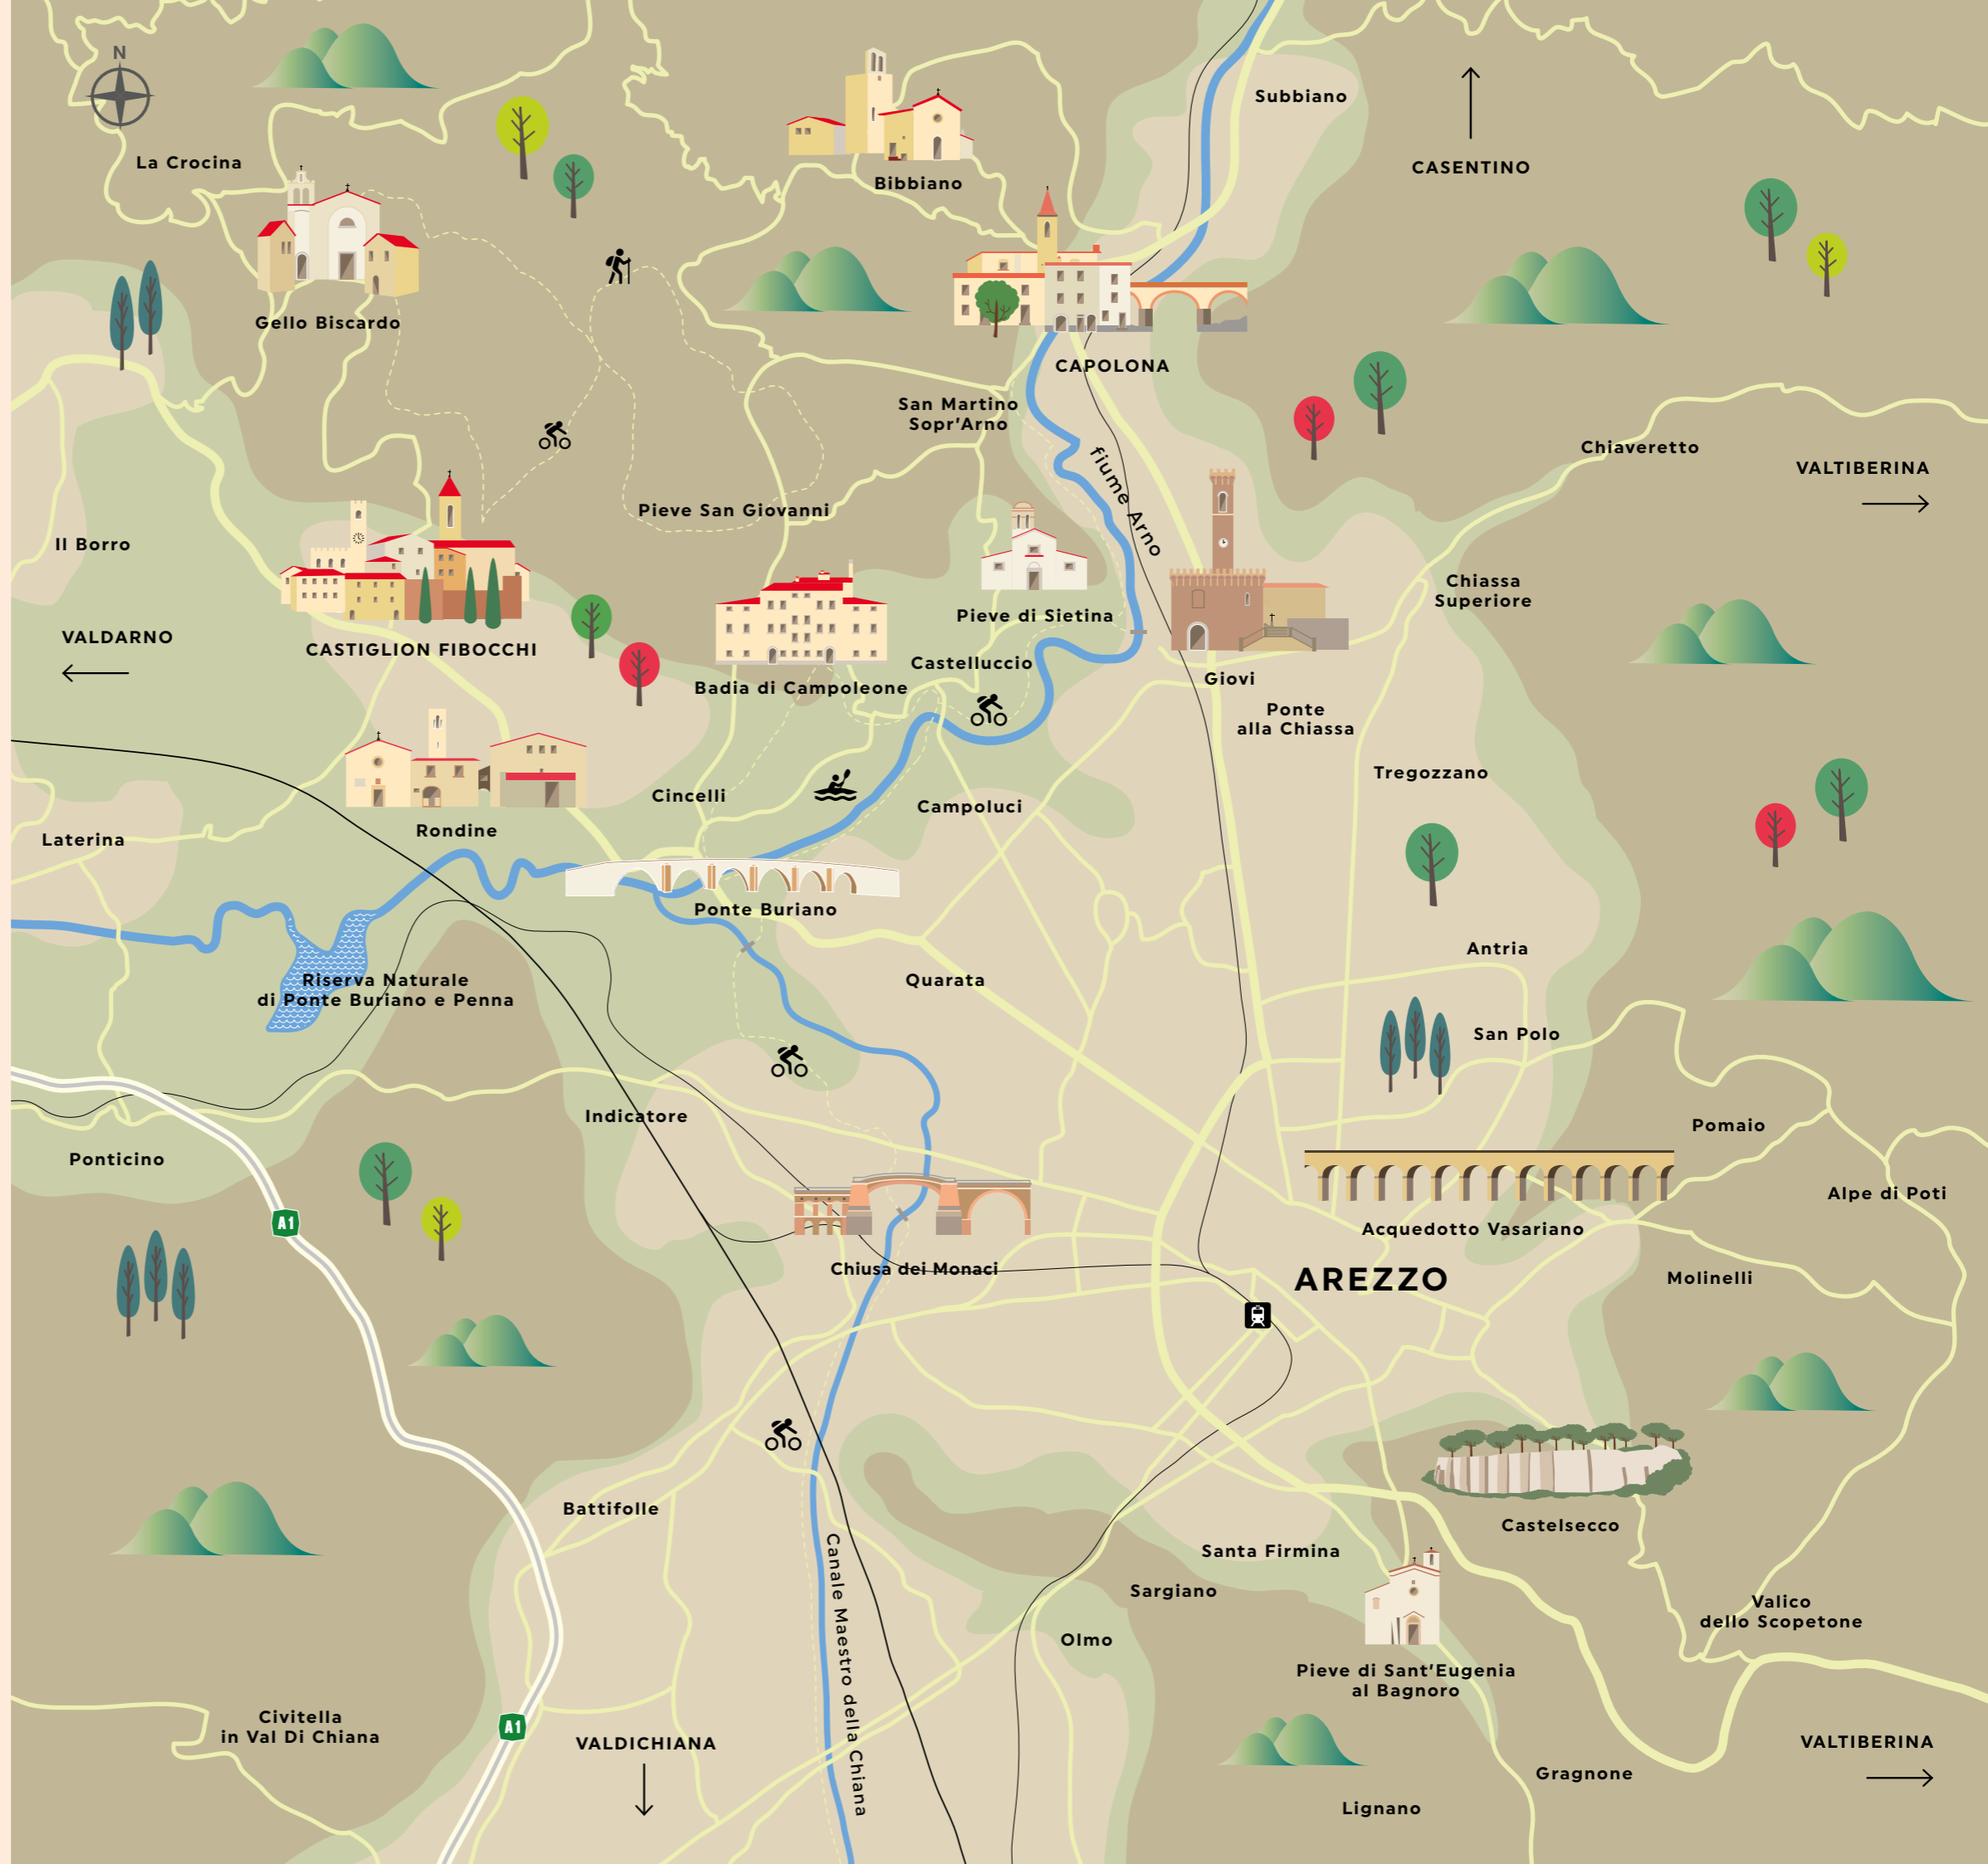 N
Subbiano
La Crocina
CASENTINO
Bibbiano
Gello Biscardo
CAPOLONA
San Martino
Sopr'Arno
fiume Arno
Chiaveretto
VALTIBERINA
Pieve San Giovanni
Il Borro
Chiassa
Superiore
Pieve di Sietina
VALDARNO
CASTIGLION FIBOCCHI
Castelluccio
Giovi
Badia di Campoleone
Ponte
alla Chiassa
Tregozzano
Cincelli
Campoluci
Rondine
Laterina
Ponte Buriano
Antria
Riserva Naturale
di Ponte Buriano e Penna
Quarata
San Polo
Indicatore
Pomaio
Ponticino
Alpe di Poti
A1
Acquedotto Vasariano
Chiusa dei Monaci
AREZZO
Molinelli
Battifolle
Castelsecco
Canale Maestro della Chiana
Santa Firmina
Sargiano
Valico
dello Scopetone
Olmo
Pieve di Sant'Eugenia
al Bagnoro
Civitella
in Val Di Chiana
A1
VALDICHIANA
VALTIBERINA
Gragnone
Lignano